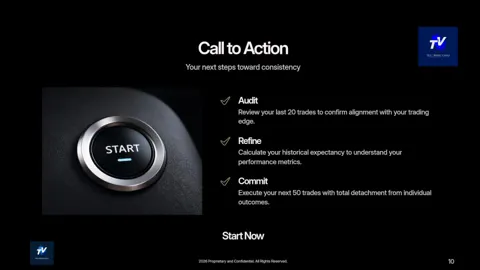 Call to Action
Your next steps toward consistency
TV
START
Audit
Review your last 20 trades to confirm alignment with your trading
edge.
Refine
Calculate your historical expectancy to understand your
performance metrics.
Commit
Execute your next 50 trades with total detachment from individual
outcomes.
Start Now
TV
2026 Proprietary and Confidential. All Rights Reserved.
10